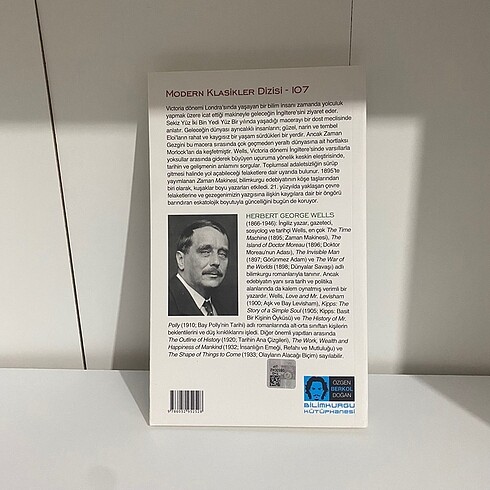 MODERN KLASİKLER DİZİSİ - 107
Victoria dönemi Londra'sında yaşayan bir bilim insanı zamanda yolculuk
yapmak üzere icat ettiği makineyle geleceğin İngiltere'sini ziyaret eder,
Sekiz Yüz İki Bin Yedi Yüz Bir yılında yaşadığı macerayı bir dost meclisinde
anlatır. Geleceğin dünyası ayrıcalıklı insanların; güzel, narin ve tembel
Eloi'ların rahat ve kaygısız bir yaşam sürdükleri bir yerdir. Ancak Zaman
Gezgini bu macera sırasında çok geçmeden yeraltı dünyasına ait hortlaksı
Morlock'ları da keşfetmiştir. Wells, Victoria dönemi İngiltere'sinde varsıllarla
yoksullar arasında giderek büyüyen uçuruma yönelik keskin eleştirisinde,
tarihin ve gelişmenin anlamını sorgular. Toplumsal adaletsizliğin sürüp
gitmesi halinde yol açabileceği felaketlere dair uyarıda bulunur. 1895'te
yayımlanan Zaman Makinesi, bilimkurgu edebiyatının köşe taşlarından
biri olarak, kuşaklar boyu yazarları etkiledi. 21. yüzyılda yaklaşan çevre
felaketlerine ve gezegenimizin yazgısına ilişkin kaygılara dair bir öngörü
barındıran eskatolojik boyutuyla güncelliğini bugün de koruyor.
HERBERT GEORGE WELLS
(1866-1946): İngiliz yazar, gazeteci,
sosyolog ve tarihçi Wells, en çok The Time
Machine (1895; Zaman Makinesi), The
Island of Doctor Moreau (1896; Doktor
Moreau'nun Adası), The Invisible Man
(1897; Görünmez Adam) ve The War of
the Worlds (1898; Dünyalar Savaşı) adlı
bilimkurgu romanlarıyla tanınır. Ancak
edebiyatın yanı sıra tarih ve politika
alanlarında da kalem oynatmış verimli bir
yazardır. Wells, Love and Mr. Levisham
(1900; Aşk ve Bay Levisham), Kipps: The
Story of a Simple Soul (1905; Kipps: Basit
Bir Kişinin Öyküsü) ve The History of Mr.
Polly (1910; Bay Polly'nin Tarihi) adlı romanlarında alt-orta sınıftan kişilerin
beklentilerini ve düş kırıklıklarını işledi. Diğer önemli yapıtları arasında
The Outline of History (1920; Tarihin Ana Çizgileri), The Work, Wealth and
Happiness of Mankind (1932; İnsanlığın Emeği, Refahı ve Mutluluğu) ve
The Shape of Things to Come (1933; Olayların Alacağı Biçim) sayılabilir.
ÖZGEN
BERKOL
DOĞAN
BİLİMKURGU
KÜTÜPHANESİ